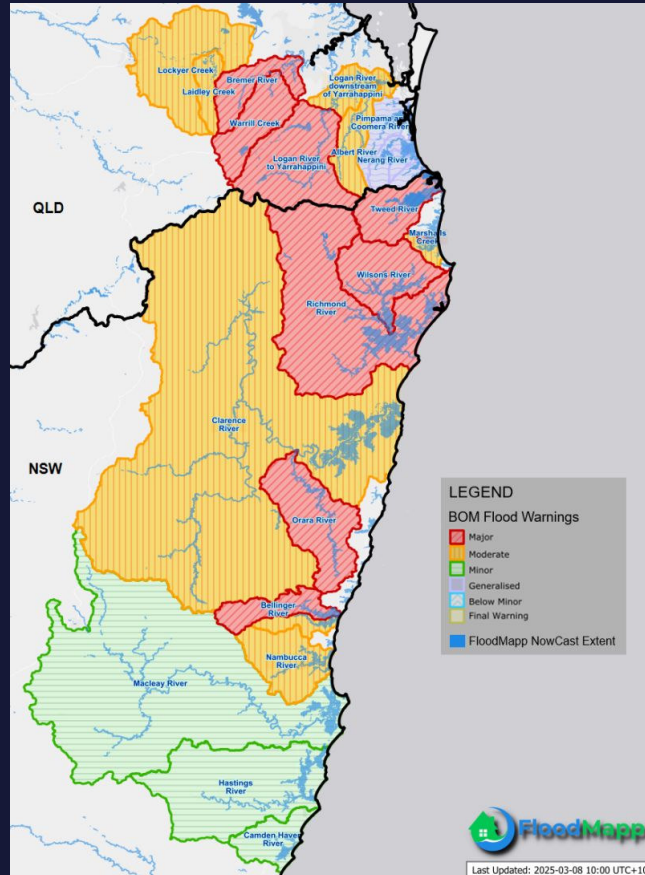 Lockyer Creek
Laidley Creek
Bremer River
Warrill Creek
Logan River
to Yarrahappini
Logan River
downstream
of Yarrahappini
Pimpama and
Coomera River
Albert River
Nerang River
QLD
Tweed River
Marshalls
Creek
Wilsons River
Richmond
River
Clarence
River
NSW
Orara River
Bellinger
River
Nambucca
River
Macleay River
Hastings
River
Camden Haven
River
LEGEND
BOM Flood Warnings
Major
Moderate
Minor
Generalised
Below Minor
Final Warning
FloodMapp NowCast Extent
FloodMapp
Last Updated: 2025-03-08 10:00 UTC+10